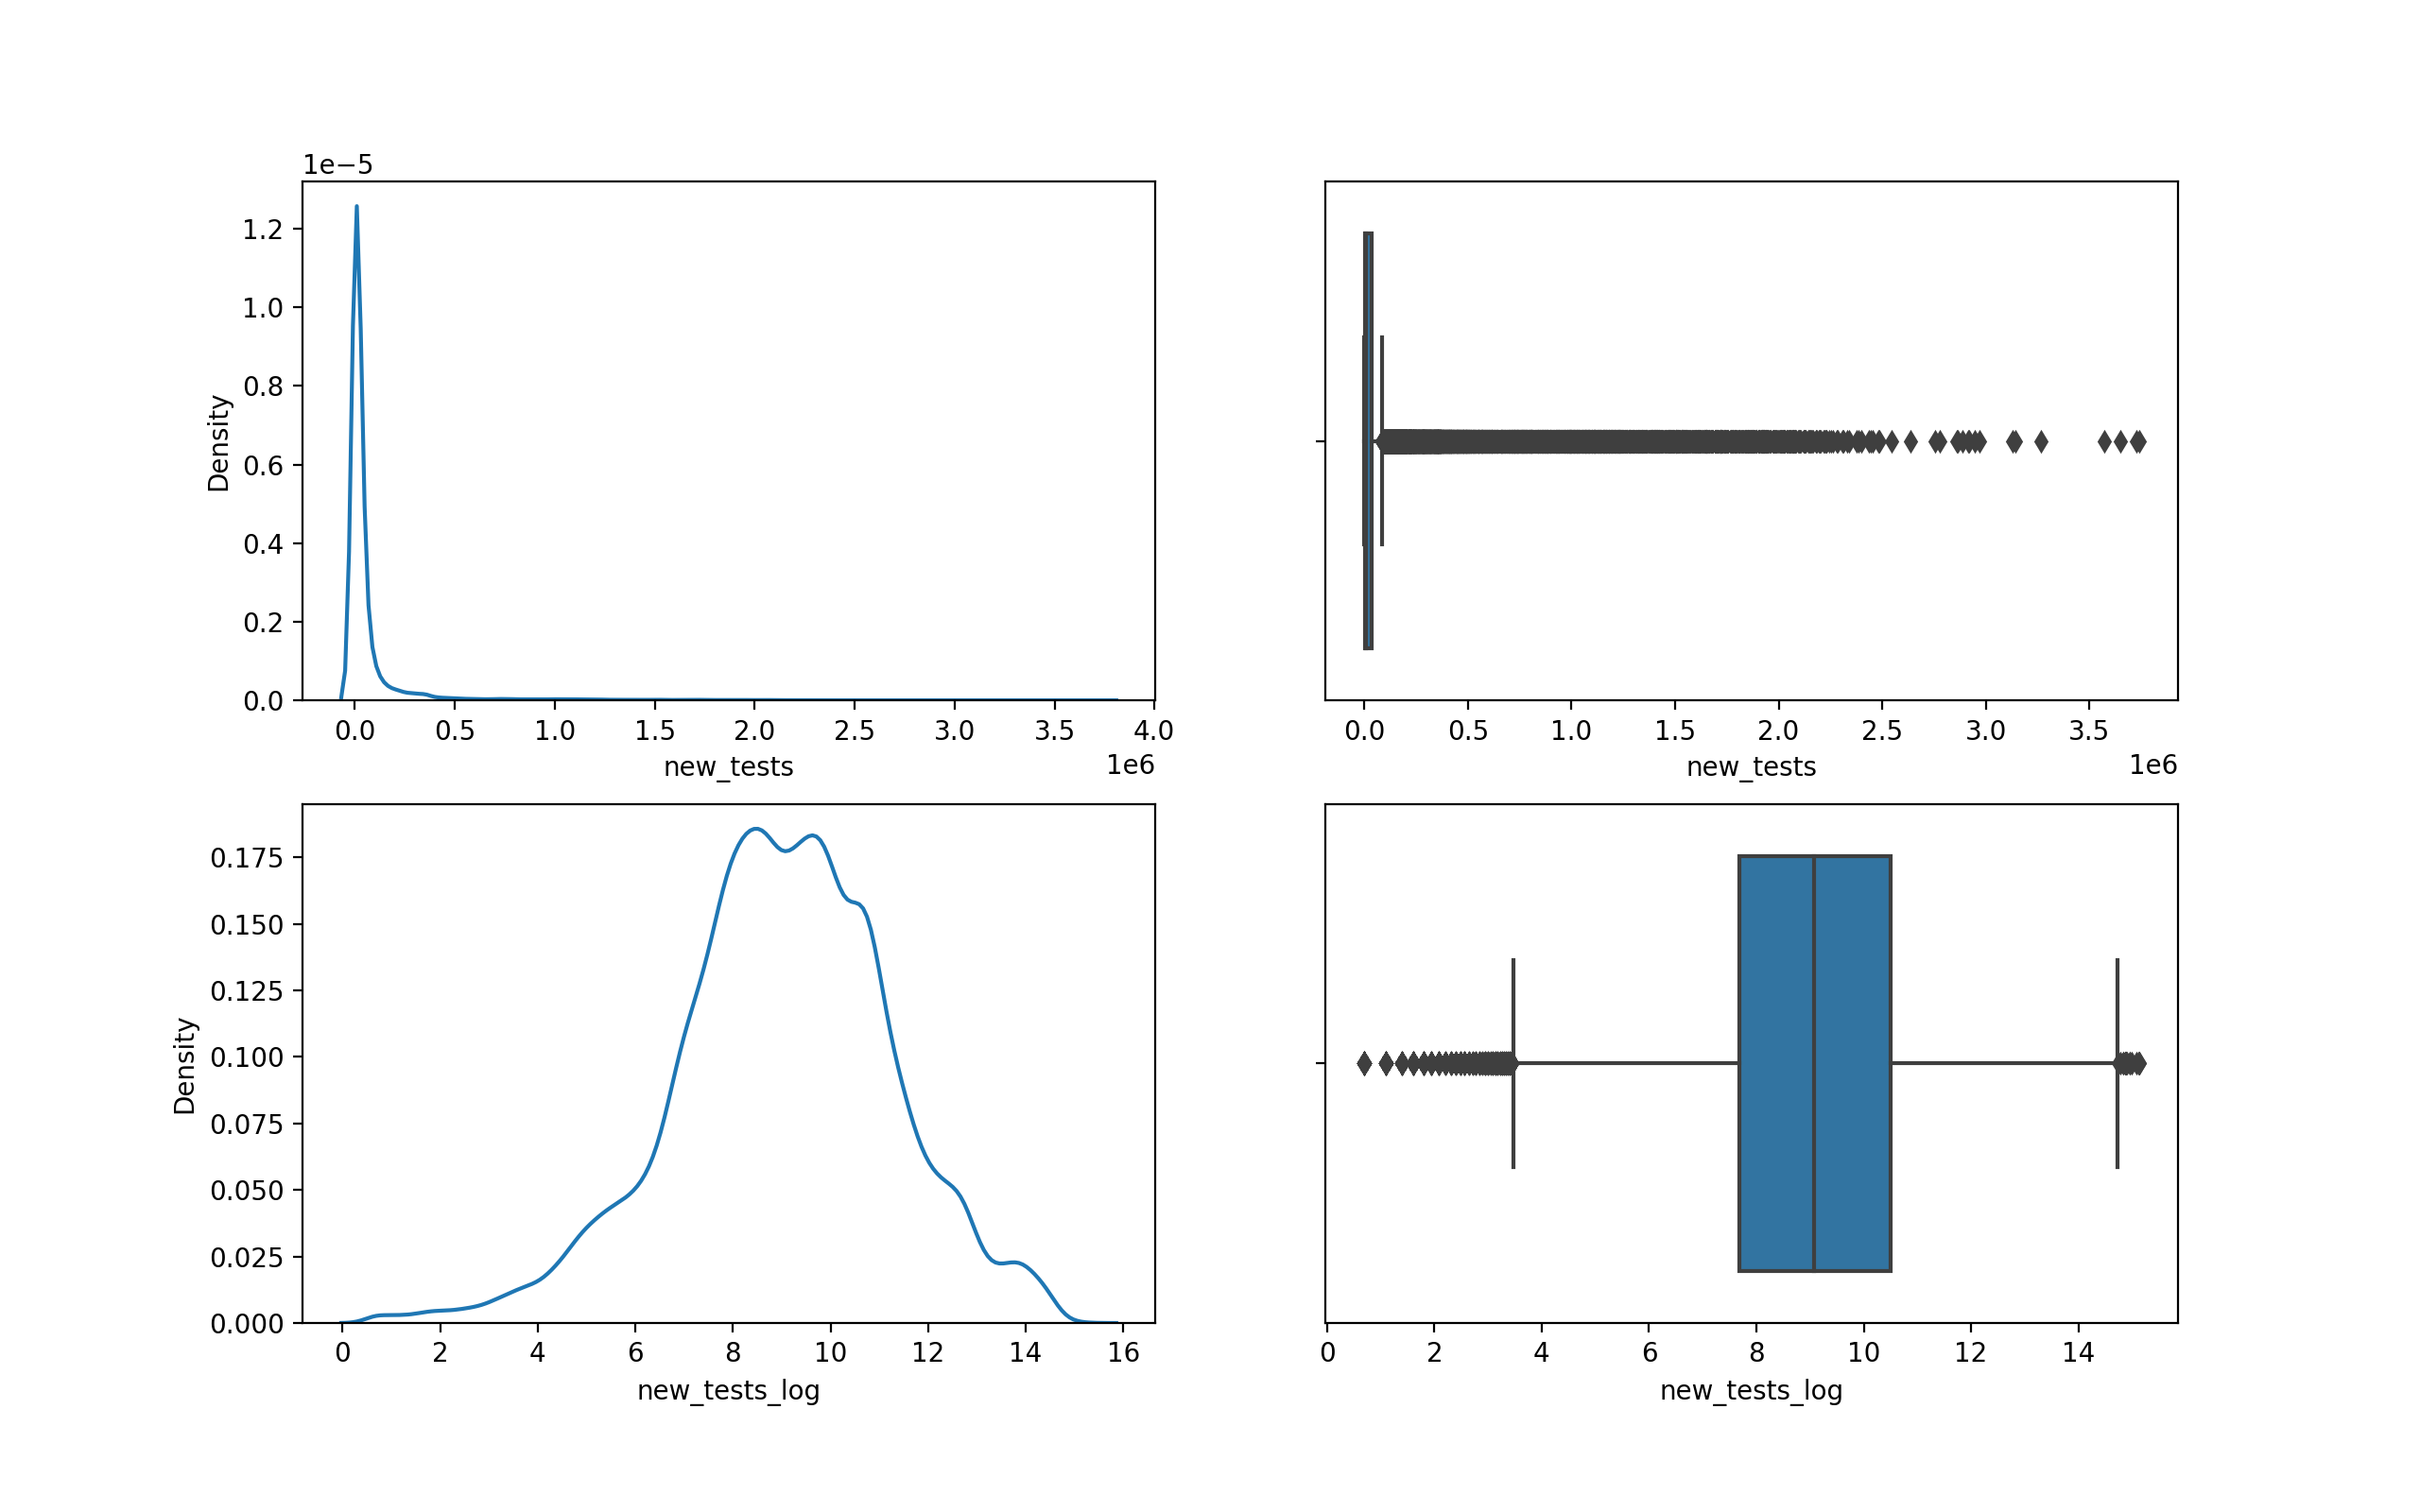 1e−5
Density
1.2
1.0
0.8
0.6
0.4
0.2
0.0
0.0 0.5 1.0 1.5 2.0 2.5 3.0 3.5 4.0
new_tests 1e6
0.0 0.5 1.0 1.5 2.0 2.5 3.0 3.5
new_tests 1e6
Density
0.175
0.150
0.125
0.100
0.075
0.050
0.025
0.000
0 2 4 6 8 10 12 14 16
new_tests_log
0 2 4 6 8 10 12 14
new_tests_log